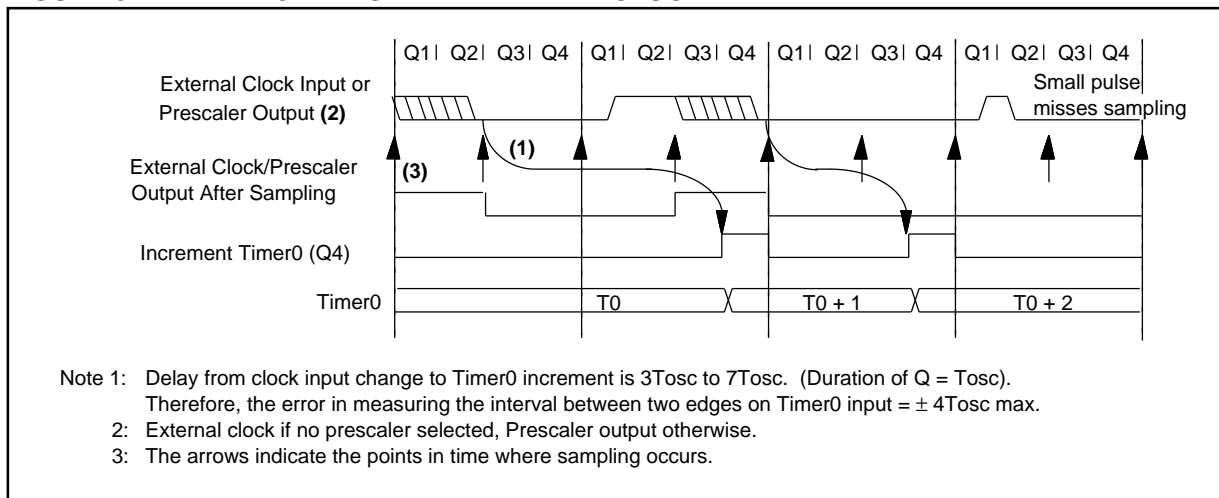 Q1| Q2| Q3| Q4 Q1| Q2| Q3| Q4 Q1| Q2| Q3| Q4 Q1| Q2| Q3| Q4
External Clock Input or
Prescaler Output (2)
Small pulse
misses sampling
(1)
(3)
External Clock/Prescaler
Output After Sampling
Increment Timer0 (Q4)
Timer0 T0 T0 + 1 T0 + 2
Note 1: Delay from clock input change to Timer0 increment is 3Tosc to 7Tosc. (Duration of Q = Tosc).
Therefore, the error in measuring the interval between two edges on Timer0 input = ± 4Tosc max.
2: External clock if no prescaler selected, Prescaler output otherwise.
3: The arrows indicate the points in time where sampling occurs.